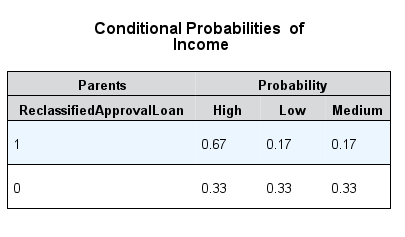 Conditional Probabilities of
Income
Parents Probability
ReclassifiedApprovalLoan High Low Medium
1 0.67 0.17 0.17
0 0.33 0.33 0.33